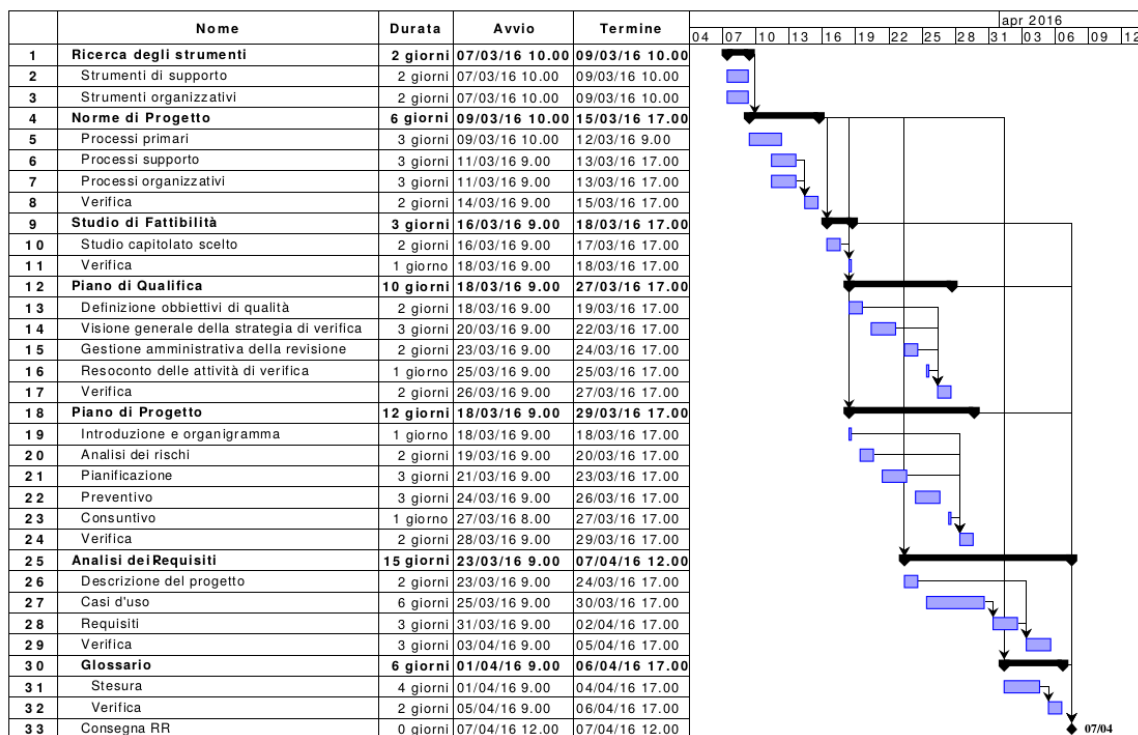 apr 2016
Nome Durata Avvio Termine 04 07 10 13 16 19 22 25 28 31 03 06 09 12
1 Ricerca degli strumenti 2 giorni 07/03/16 10.00 09/03/16 10.00
2 Strumenti di supporto 2 giorni 07/03/16 10.00 09/03/16 10.00
3 Strumenti organizzativi 2 giorni 07/03/16 10.00 09/03/16 10.00
4 Norme di Progetto 6 giorni 09/03/16 10.00 15/03/16 17.00
5 Processi primari 3 giorni 09/03/16 10.00 12/03/16 9.00
6 Processi supporto 3 giorni 11/03/16 9.00 13/03/16 17.00
7 Processi organizzativi 3 giorni 11/03/16 9.00 13/03/16 17.00
8 Verifica 2 giorni 14/03/16 9.00 15/03/16 17.00
9 Studio di Fattibilità 3 giorni 16/03/16 9.00 18/03/16 17.00
10 Studio capitolato scelto 2 giorni 16/03/16 9.00 17/03/16 17.00
11 Verifica 1 giorno 18/03/16 9.00 18/03/16 17.00
12 Piano di Qualifica 10 giorni 18/03/16 9.00 27/03/16 17.00
13 Definizione obbiettivi di qualità 2 giorni 18/03/16 9.00 19/03/16 17.00
14 Visione generale della strategia di verifica 3 giorni 20/03/16 9.00 22/03/16 17.00
15 Gestione amministrativa della revisione 2 giorni 23/03/16 9.00 24/03/16 17.00
16 Resoconto delle attività di verifica 1 giorno 25/03/16 9.00 25/03/16 17.00
17 Verifica 2 giorni 26/03/16 9.00 27/03/16 17.00
18 Piano di Progetto 12 giorni 18/03/16 9.00 29/03/16 17.00
19 Introduzione e organigramma 1 giorno 18/03/16 9.00 18/03/16 17.00
20 Analisi dei rischi 2 giorni 19/03/16 9.00 20/03/16 17.00
21 Pianificazione 3 giorni 21/03/16 9.00 23/03/16 17.00
22 Preventivo 3 giorni 24/03/16 9.00 26/03/16 17.00
23 Consuntivo 1 giorno 27/03/16 8.00 27/03/16 17.00
24 Verifica 2 giorni 28/03/16 9.00 29/03/16 17.00
25 Analisi dei Requisiti 15 giorni 23/03/16 9.00 07/04/16 12.00
26 Descrizione del progetto 2 giorni 23/03/16 9.00 24/03/16 17.00
27 Casi d'uso 6 giorni 25/03/16 9.00 30/03/16 17.00
28 Requisiti 3 giorni 31/03/16 9.00 02/04/16 17.00
29 Verifica 3 giorni 03/04/16 9.00 05/04/16 17.00
30 Glossario 6 giorni 01/04/16 9.00 06/04/16 17.00
31 Stesura 4 giorni 01/04/16 9.00 04/04/16 17.00
32 Verifica 2 giorni 05/04/16 9.00 06/04/16 17.00
33 Consegna RR 0 giorni 07/04/16 12.00 07/04/16 12.00 07/04